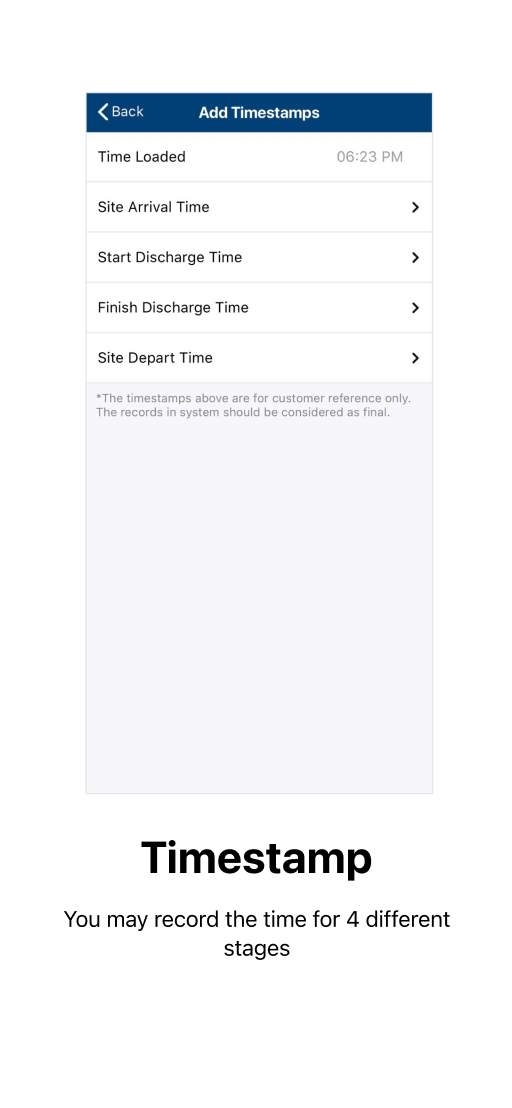 Back
Add Timestamps
Time Loaded 06:23 PM
Site Arrival Time
Start Discharge Time
Finish Discharge Time
Site Depart Time
*The timestamps above are for customer reference only.
The records in system should be considered as final.
Timestamp
You may record the time for 4 different
stages